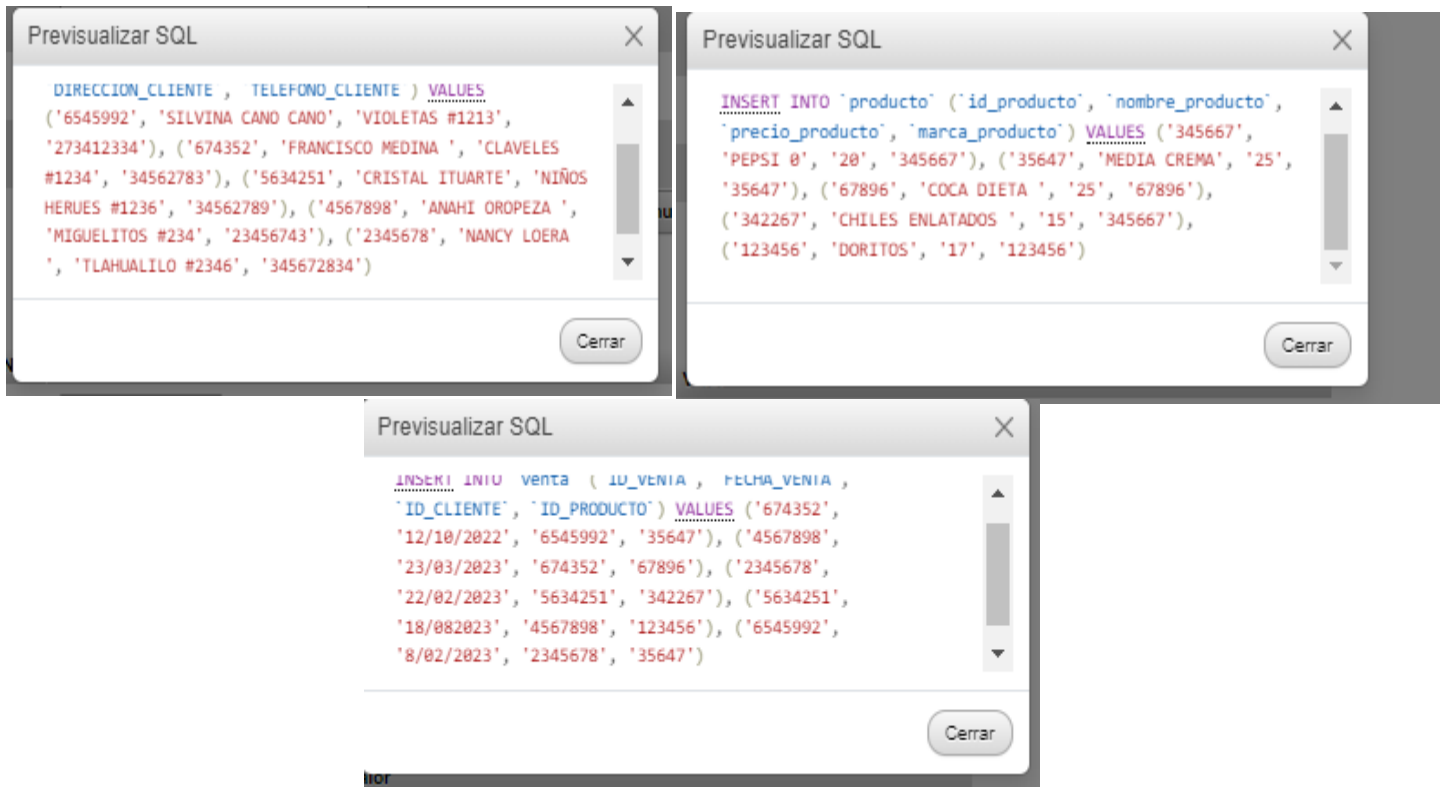 Previsualizar SQL
DIRECCION_CLIENTE`, `TELEFONO_CLIENTE`) VALUES
('6545992', 'SILVINA CANO CANO', 'VIOLETAS #1213',
'273412334'), ('674352', 'FRANCISCO MEDINA ', 'CLAVELES
#1234', '34562783'), ('5634251', 'CRISTAL ITUARTE', 'NIÑOS
HERUES #1236', '34562789'), ('4567898', 'ANAHI OROPEZA ',
'MIGUELITOS #234', '23456743'), ('2345678', 'NANCY LOERA
', 'TLAHUALILO #2346', '345672834')
Cerrar
Previsualizar SQL
INSERT INTO `producto` (`id_producto`, `nombre_producto`,
`precio_producto`, `marca_producto`) VALUES ('345667',
'PEPSI 0', '20', '345667'), ('35647', 'MEDIA CREMA', '25',
'35647'), ('67896', 'COCA DIETA ', '25', '67896'),
('342267', 'CHILES ENLATADOS ', '15', '345667'),
('123456', 'DORITOS', '17', '123456')
Cerrar
Previsualizar SQL
INSERT INTO `venta` (`ID_VENTA`, `FECHA_VENTA`,
`ID_CLIENTE`, `ID_PRODUCTO`) VALUES ('674352',
'12/10/2022', '6545992', '35647'), ('4567898',
'23/03/2023', '674352', '67896'), ('2345678',
'22/02/2023', '5634251', '342267'), ('5634251',
'18/082023', '4567898', '123456'), ('6545992',
'8/02/2023', '2345678', '35647')
Cerrar